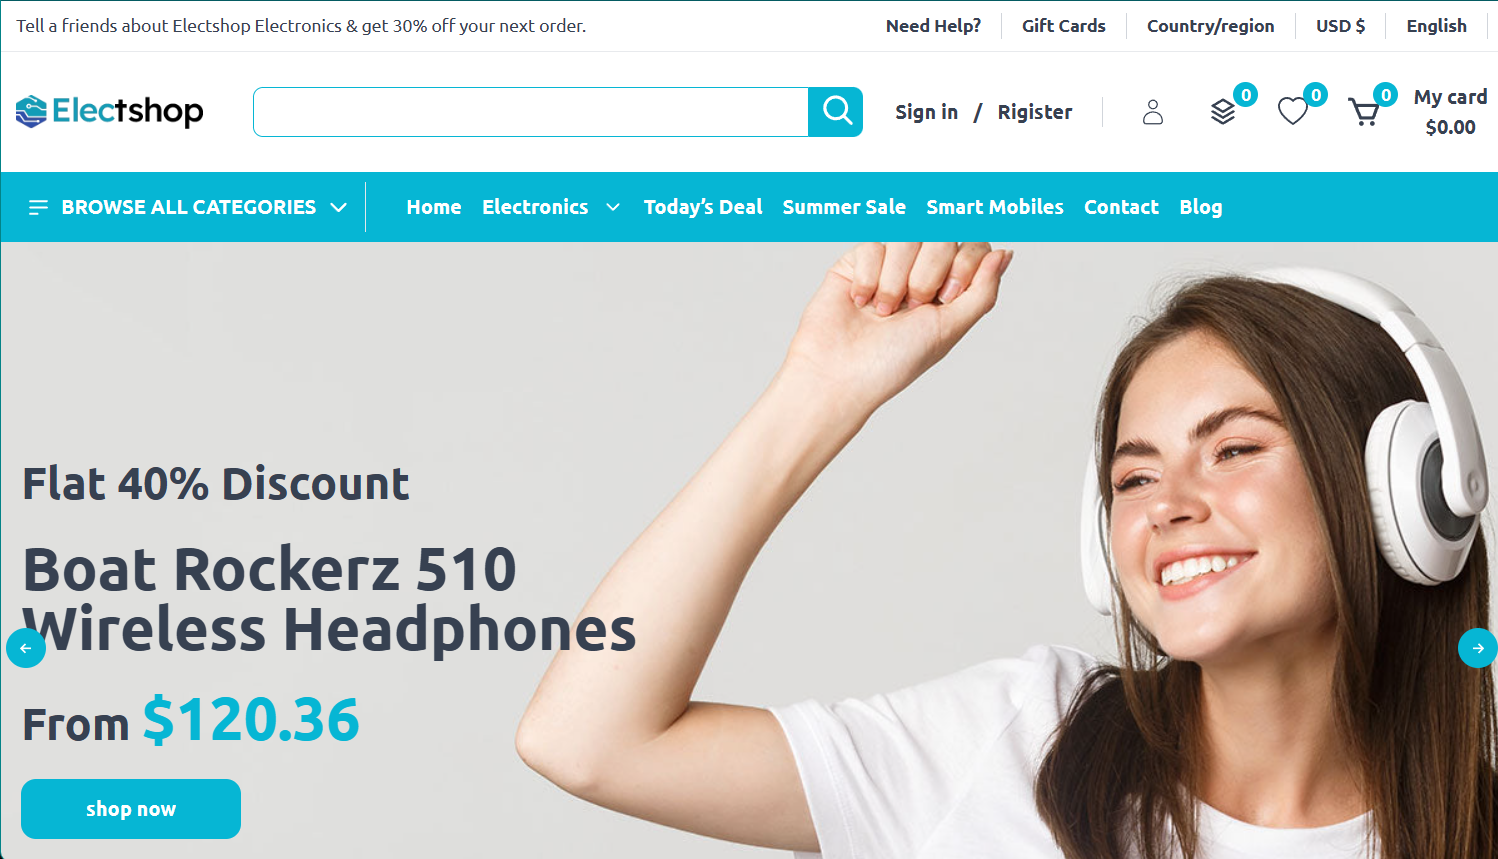 Tell a friends about Electshop Electronics & get 30% off your next order.
Need Help?
Gift Cards
Country/region
USD $
English
Electshop
Sign in / Rigister
0
0
0
My card
$0.00
BROWSE ALL CATEGORIES
Home
Electronics
Today’s Deal
Summer Sale
Smart Mobiles
Contact
Blog
Flat 40% Discount
Boat Rockerz 510
Wireless Headphones
From $120.36
shop now